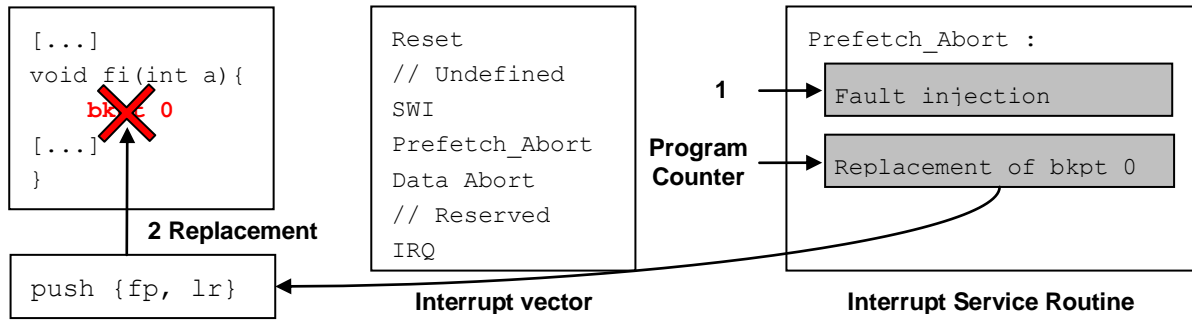 [...]
void fi(int a){
bkpt 0
[...]
}
2 Replacement
push {fp, lr}
Reset
// Undefined
SWI
Prefetch_Abort
Data Abort
// Reserved
IRQ
Interrupt vector
Prefetch_Abort :
1
Fault injection
Program
Counter
Replacement of bkpt 0
Interrupt Service Routine